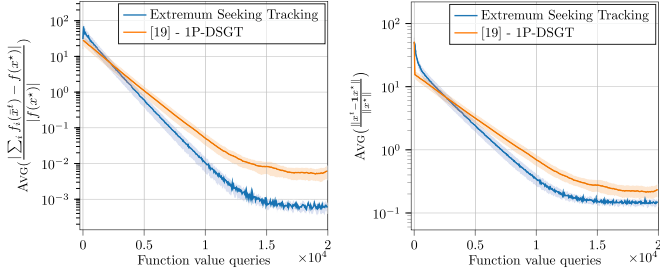 Extremum Seeking Tracking
[19] - 1P-DSGT
10²
10¹
10⁰
10⁻¹
10⁻²
10⁻³
AVG(|∑ᵢ fᵢ(x̄ᵗ) − f(x⋆)| / |f(x⋆)|)
0
0.5
1
1.5
2
×10⁴
Function value queries
Extremum Seeking Tracking
[19] - 1P-DSGT
10²
10¹
10⁰
10⁻¹
AVG(‖xᵗ−1x⋆‖ / ‖x⋆‖)
0
0.5
1
1.5
2
×10⁴
Function value queries